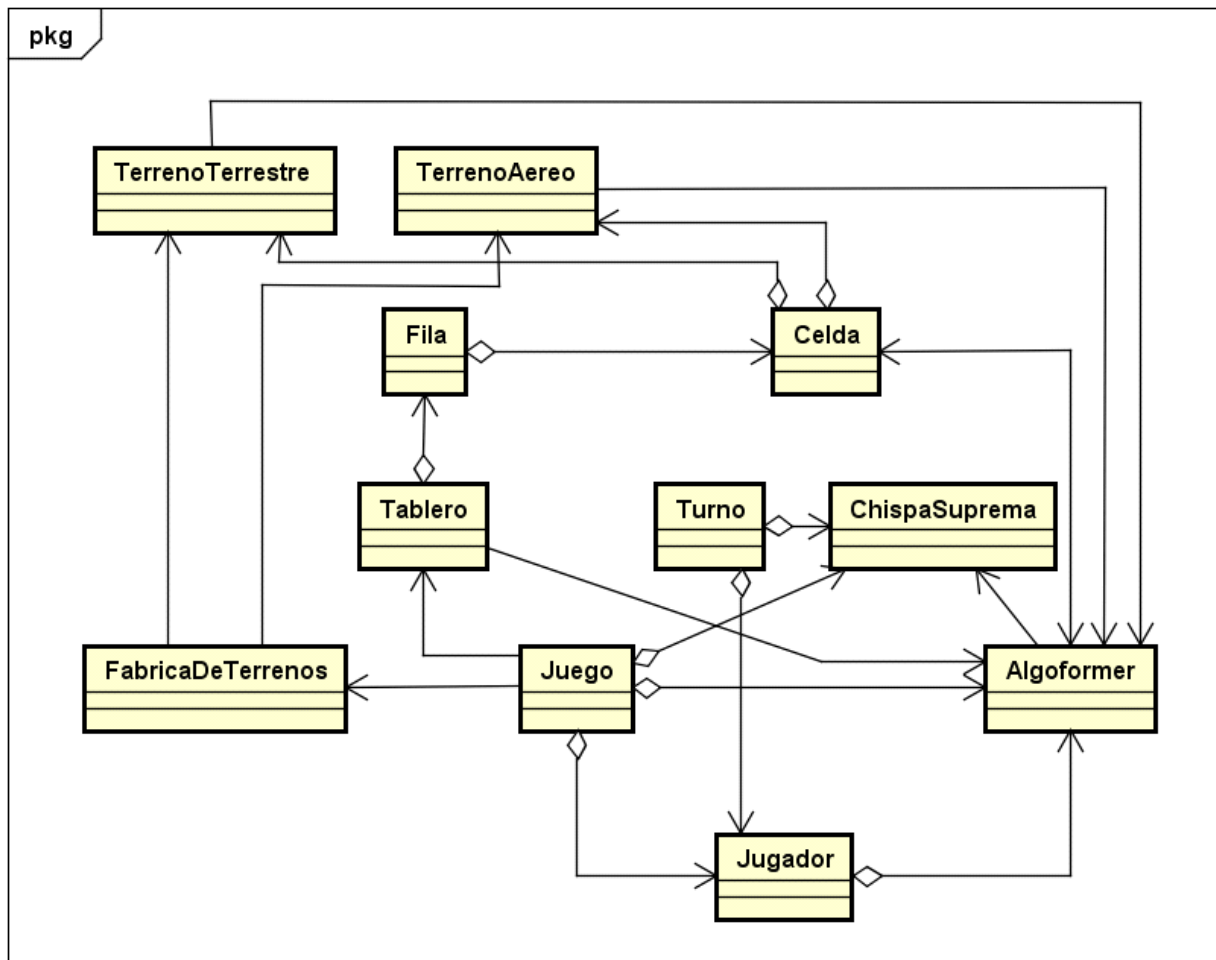 pkg
TerrenoTerrestre
TerrenoAereo
Fila
Celda
Tablero
Turno
ChispaSuprema
FabricaDeTerrenos
Juego
Algoformer
Jugador